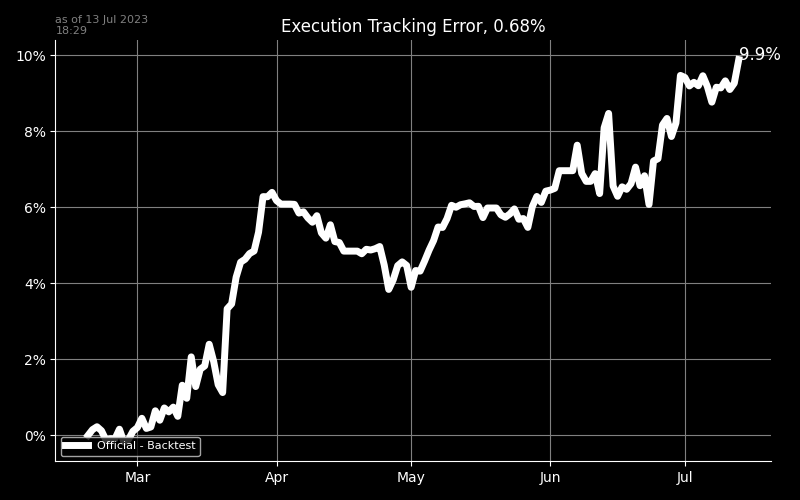 as of 13 Jul 2023
18:29
Execution Tracking Error, 0.68%
10%
9.9%
8%
6%
4%
2%
0%
Official - Backtest
Mar Apr May Jun Jul